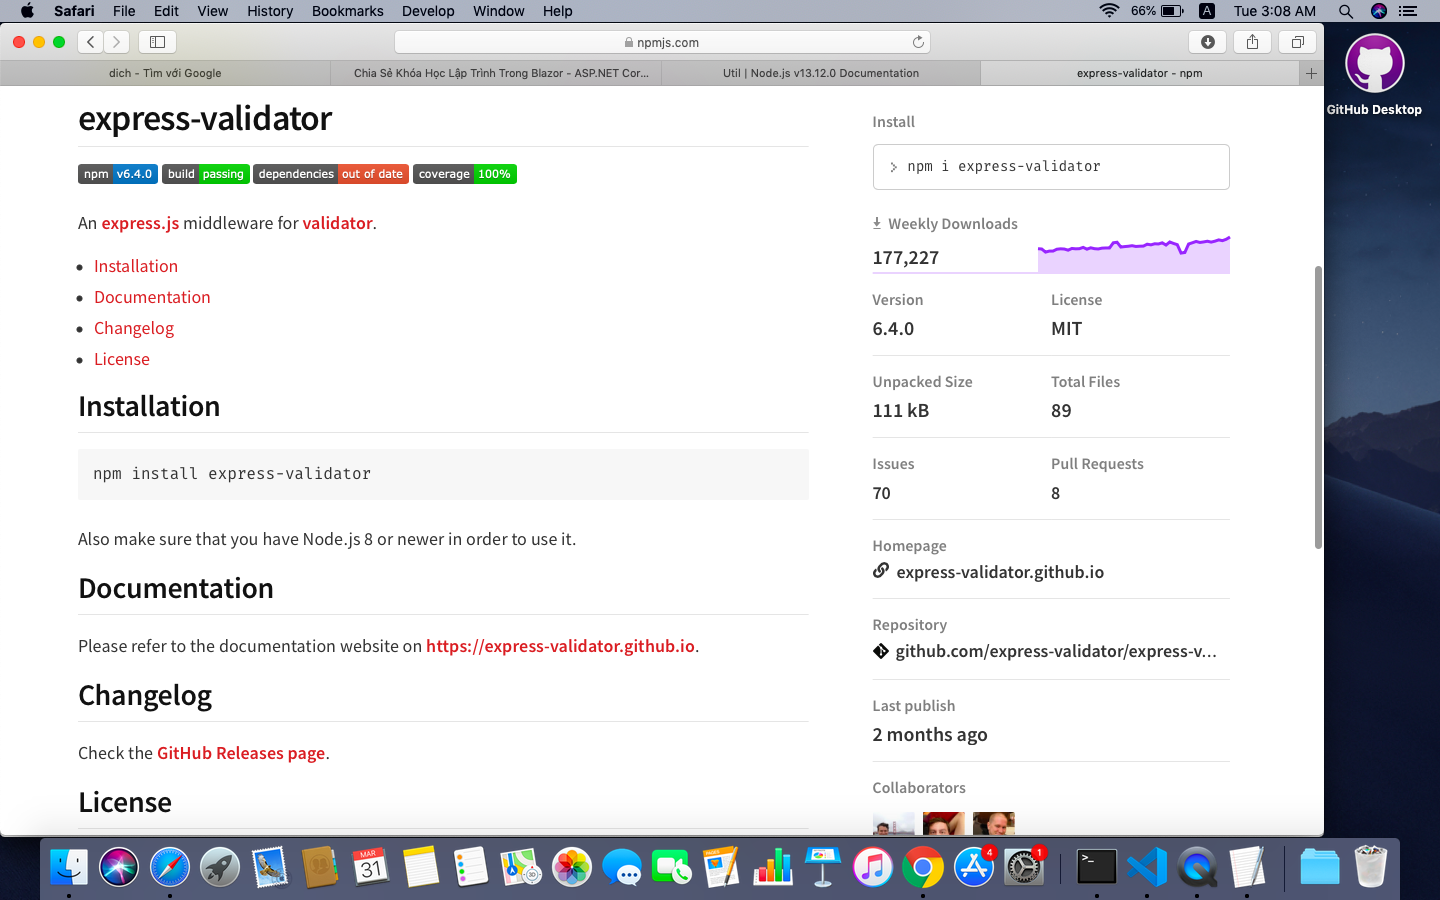 Safari File Edit View History Bookmarks Develop Window Help 66% A Tue 3:08 AM
npmjs.com
dich - Tìm với Google
Chia Sẻ Khóa Học Lập Trình Trong Blazor - ASP.NET Cor...
Util | Node.js v13.12.0 Documentation
express-validator - npm
GitHub Desktop
express-validator
npm v6.4.0 build passing dependencies out of date coverage 100%
An express.js middleware for validator.
Installation
Documentation
Changelog
License
Installation
npm install express-validator
Also make sure that you have Node.js 8 or newer in order to use it.
Documentation
Please refer to the documentation website on https://express-validator.github.io.
Changelog
Check the GitHub Releases page.
License
Install
> npm i express-validator
Weekly Downloads
177,227
Version License
6.4.0 MIT
Unpacked Size Total Files
111 kB 89
Issues Pull Requests
70 8
Homepage
express-validator.github.io
Repository
github.com/express-validator/express-v...
Last publish
2 months ago
Collaborators
MAR
31
4
1
>_